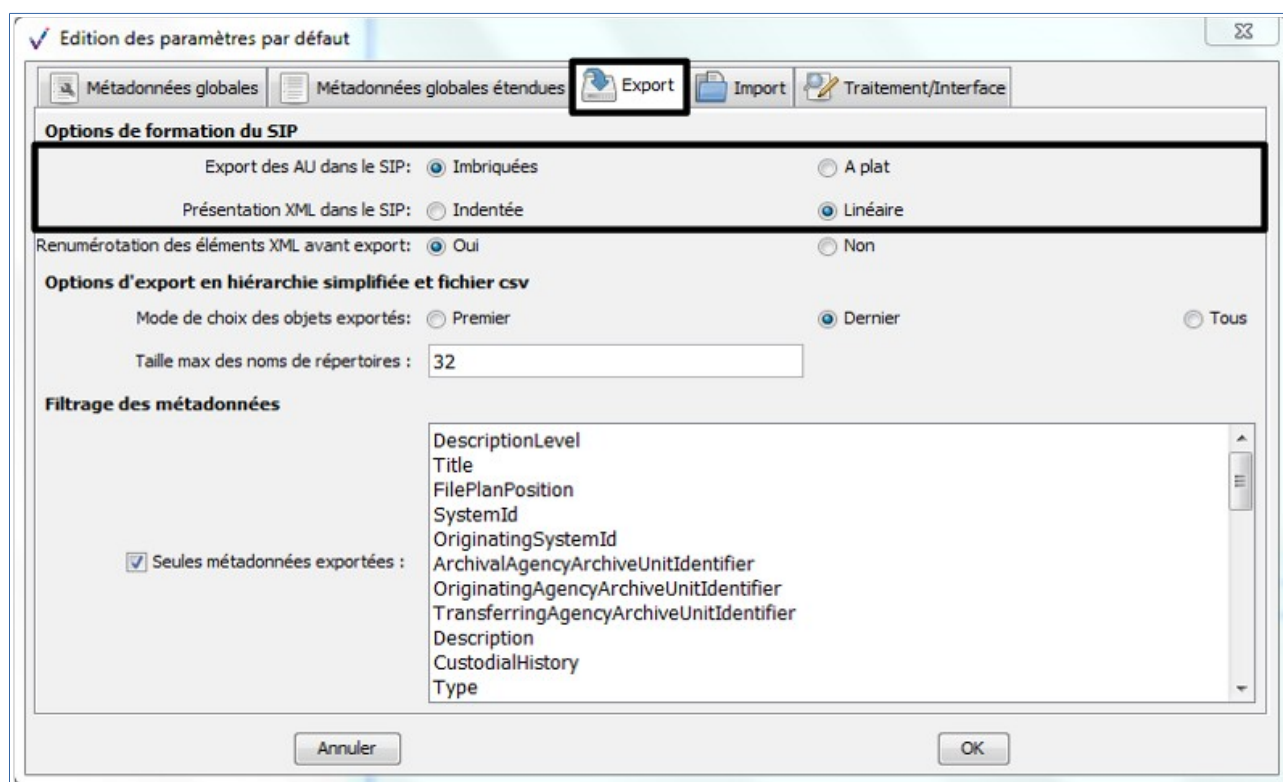 Edition des paramètres par défaut
Métadonnées globales
Métadonnées globales étendues
Export
Import
Traitement/Interface
Options de formation du SIP
Export des AU dans le SIP: Imbriquées A plat
Présentation XML dans le SIP: Indentée Linéaire
Renumérotation des éléments XML avant export: Oui Non
Options d'export en hiérarchie simplifiée et fichier csv
Mode de choix des objets exportés: Premier Dernier Tous
Taille max des noms de répertoires : 32
Filtrage des métadonnées
Seules métadonnées exportées :
DescriptionLevel
Title
FilePlanPosition
SystemId
OriginatingSystemId
ArchivalAgencyArchiveUnitIdentifier
OriginatingAgencyArchiveUnitIdentifier
TransferringAgencyArchiveUnitIdentifier
Description
CustodialHistory
Type
Annuler OK